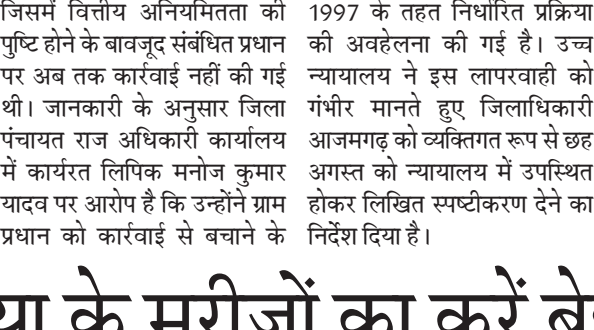 जिसमें वित्तीय अनियमितता की
पुष्टि होने के बावजूद संबंधित प्रधान
पर अब तक कार्रवाई नहीं की गई
थी। जानकारी के अनुसार जिला
पंचायत राज अधिकारी कार्यालय
में कार्यरत लिपिक मनोज कुमार
यादव पर आरोप है कि उन्होंने ग्राम
प्रधान को कार्रवाई से बचाने के
1997 के तहत निर्धारित प्रक्रिया
की अवहेलना की गई है। उच्च
न्यायालय ने इस लापरवाही को
गंभीर मानते हुए जिलाधिकारी
आजमगढ़ को व्यक्तिगत रूप से छह
अगस्त को न्यायालय में उपस्थित
होकर लिखित स्पष्टीकरण देने का
निर्देश दिया है।
के मरीजों का करें